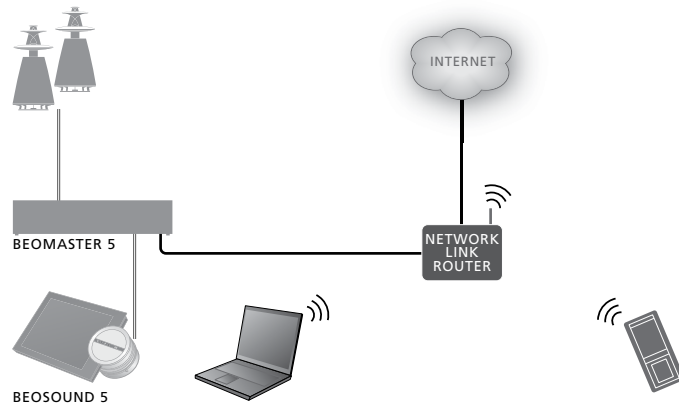 INTERNET
NETWORK
LINK
ROUTER
BEOMASTER 5
BEOSOUND 5